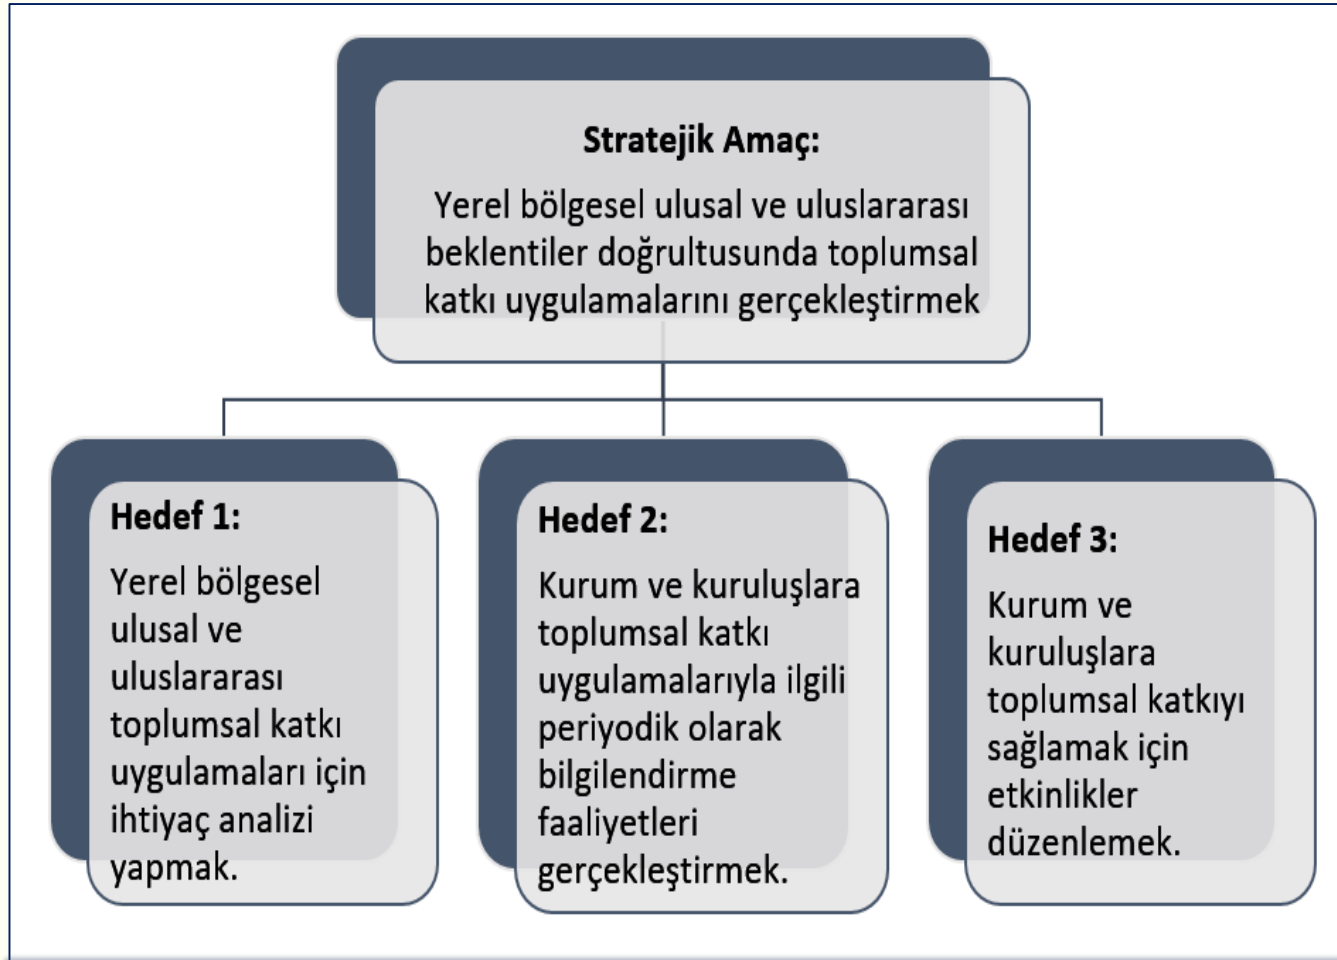 Stratejik Amaç:
Yerel bölgesel ulusal ve uluslararası
beklentiler doğrultusunda toplumsal
katkı uygulamalarını gerçekleştirmek
Hedef 1:
Yerel bölgesel
ulusal ve
uluslararası
toplumsal katkı
uygulamaları için
ihtiyaç analizi
yapmak.
Hedef 2:
Kurum ve kuruluşlara
toplumsal katkı
uygulamalarıyla ilgili
periyodik olarak
bilgilendirme
faaliyetleri
gerçekleştirmek.
Hedef 3:
Kurum ve
kuruluşlara
toplumsal katkıyı
sağlamak için
etkinlikler
düzenlemek.